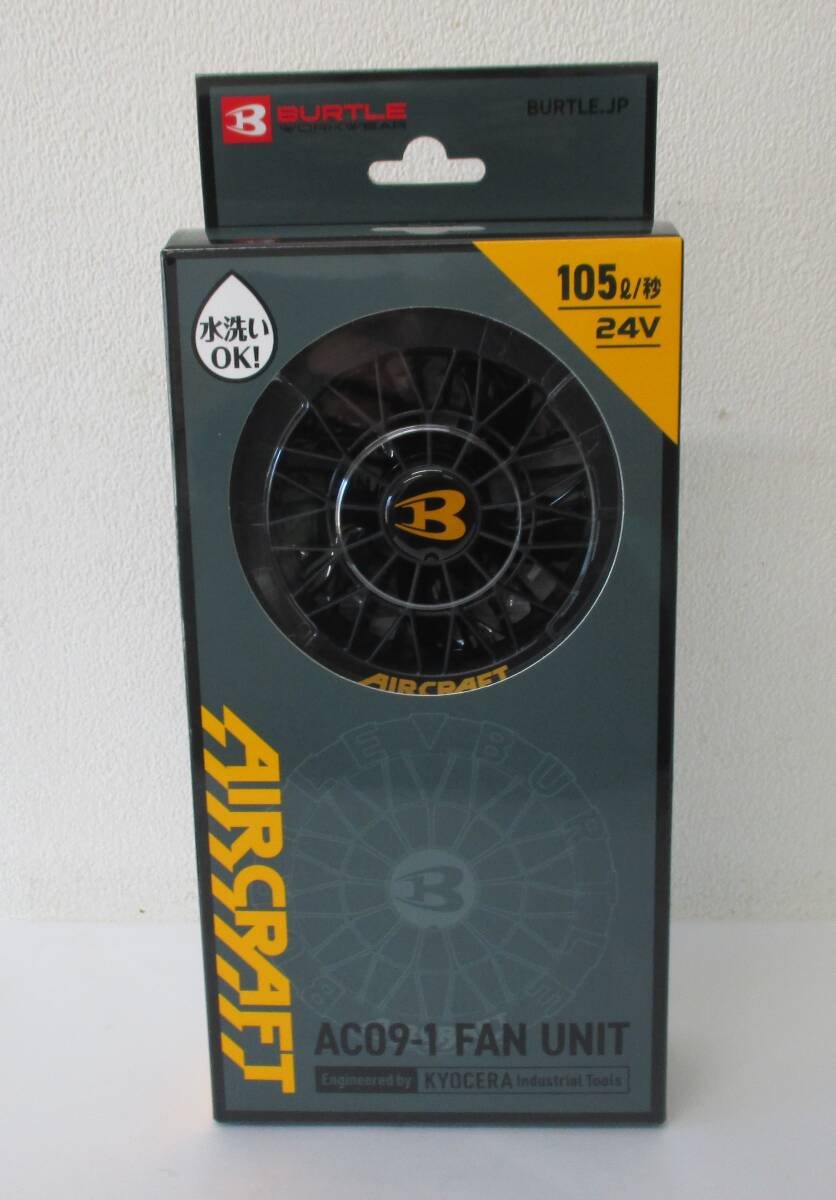 BURTLE
WORKWEAR
BURTLE.JP
105ℓ/秒
24V
水洗い
OK!
B
AIRCRAFT
AIRCRAFT
LEVBURTLE
B
AC09-1 FAN UNIT
Engineered by KYOCERA Industrial Tools